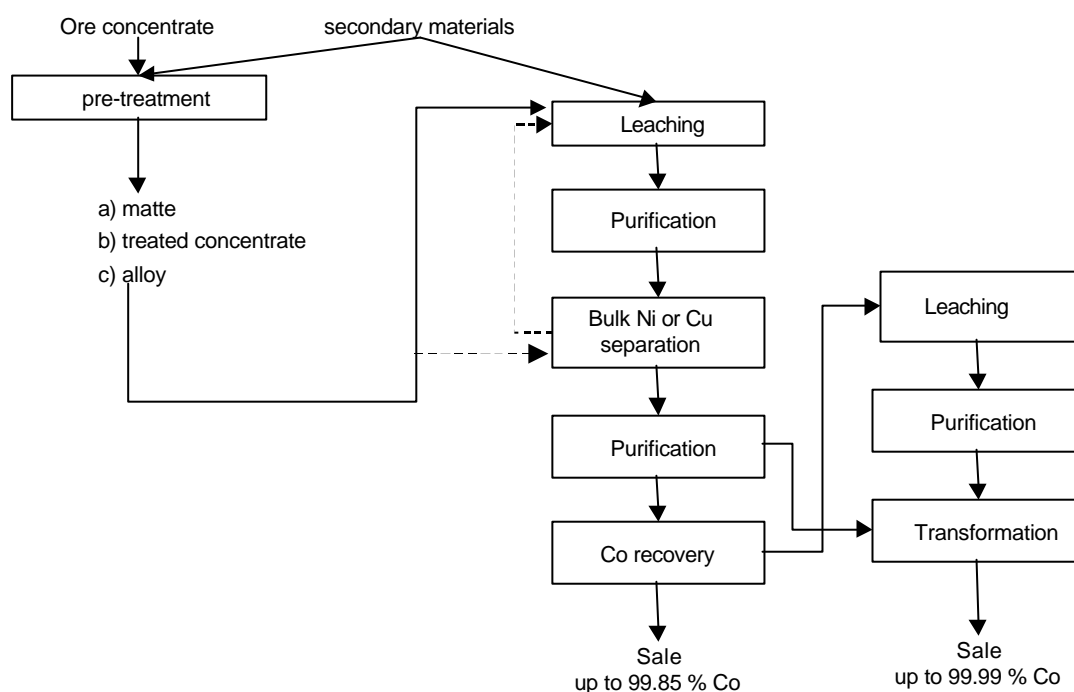 Ore concentrate
secondary materials
pre-treatment
a) matte
b) treated concentrate
c) alloy
Leaching
Purification
Bulk Ni or Cu
separation
Purification
Co recovery
Sale
up to 99.85 % Co
Leaching
Purification
Transformation
Sale
up to 99.99 % Co